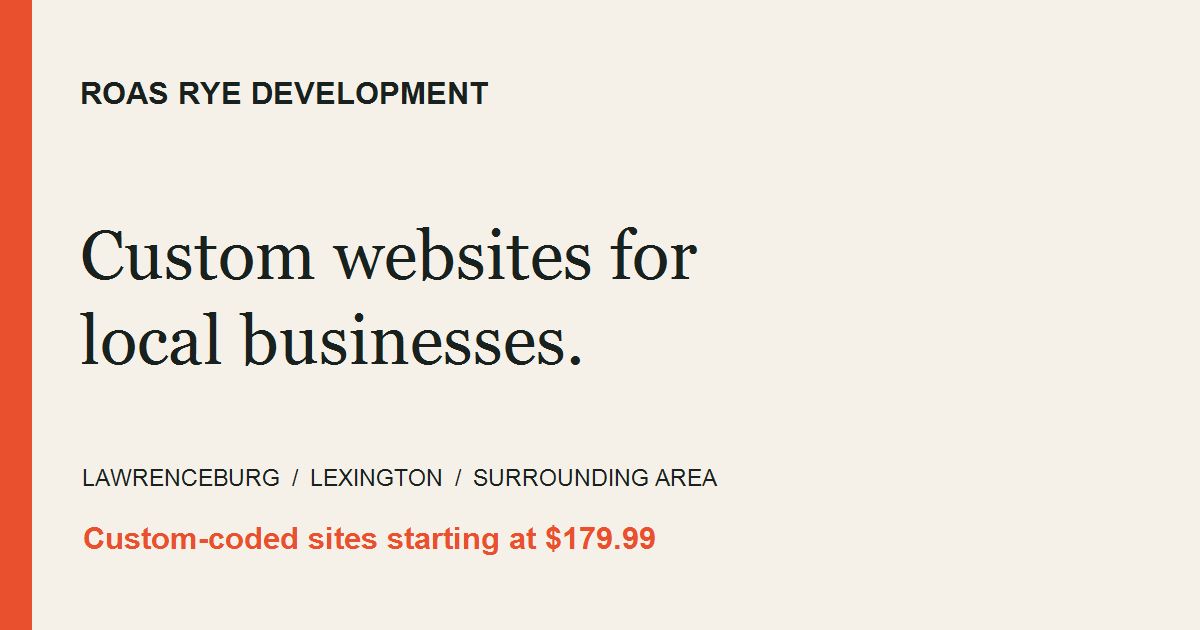 ROAS RYE DEVELOPMENT
Custom websites for
local businesses.
LAWRENCEBURG / LEXINGTON / SURROUNDING AREA
Custom-coded sites starting at $179.99